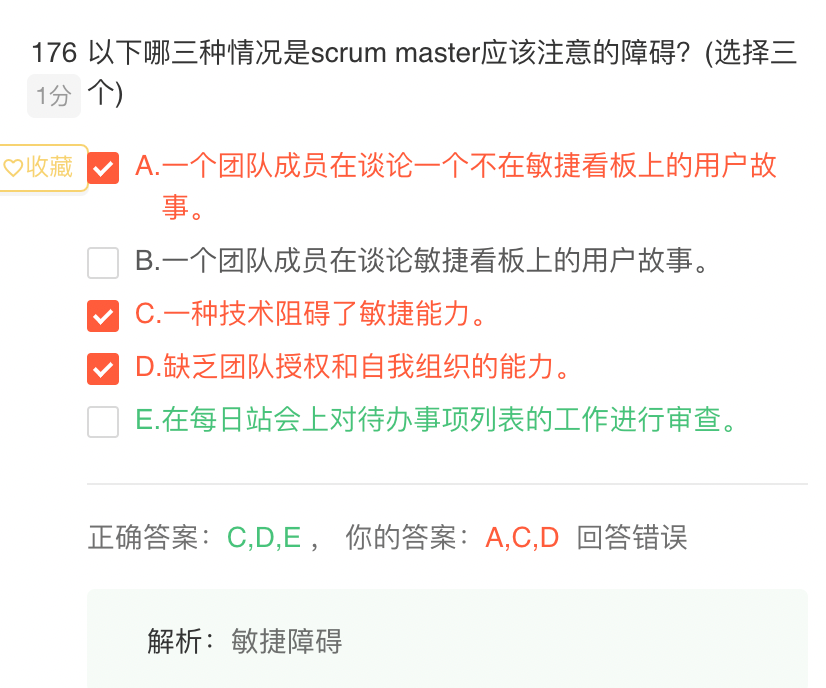 176 以下哪三种情况是scrum master应该注意的障碍？(选择三
1分 个)
♡收藏 A.一个团队成员在谈论一个不在敏捷看板上的用户故
事。
B.一个团队成员在谈论敏捷看板上的用户故事。
C.一种技术阻碍了敏捷能力。
D.缺乏团队授权和自我组织的能力。
E.在每日站会上对待办事项列表的工作进行审查。
正确答案：C,D,E ， 你的答案：A,C,D 回答错误
解析：敏捷障碍